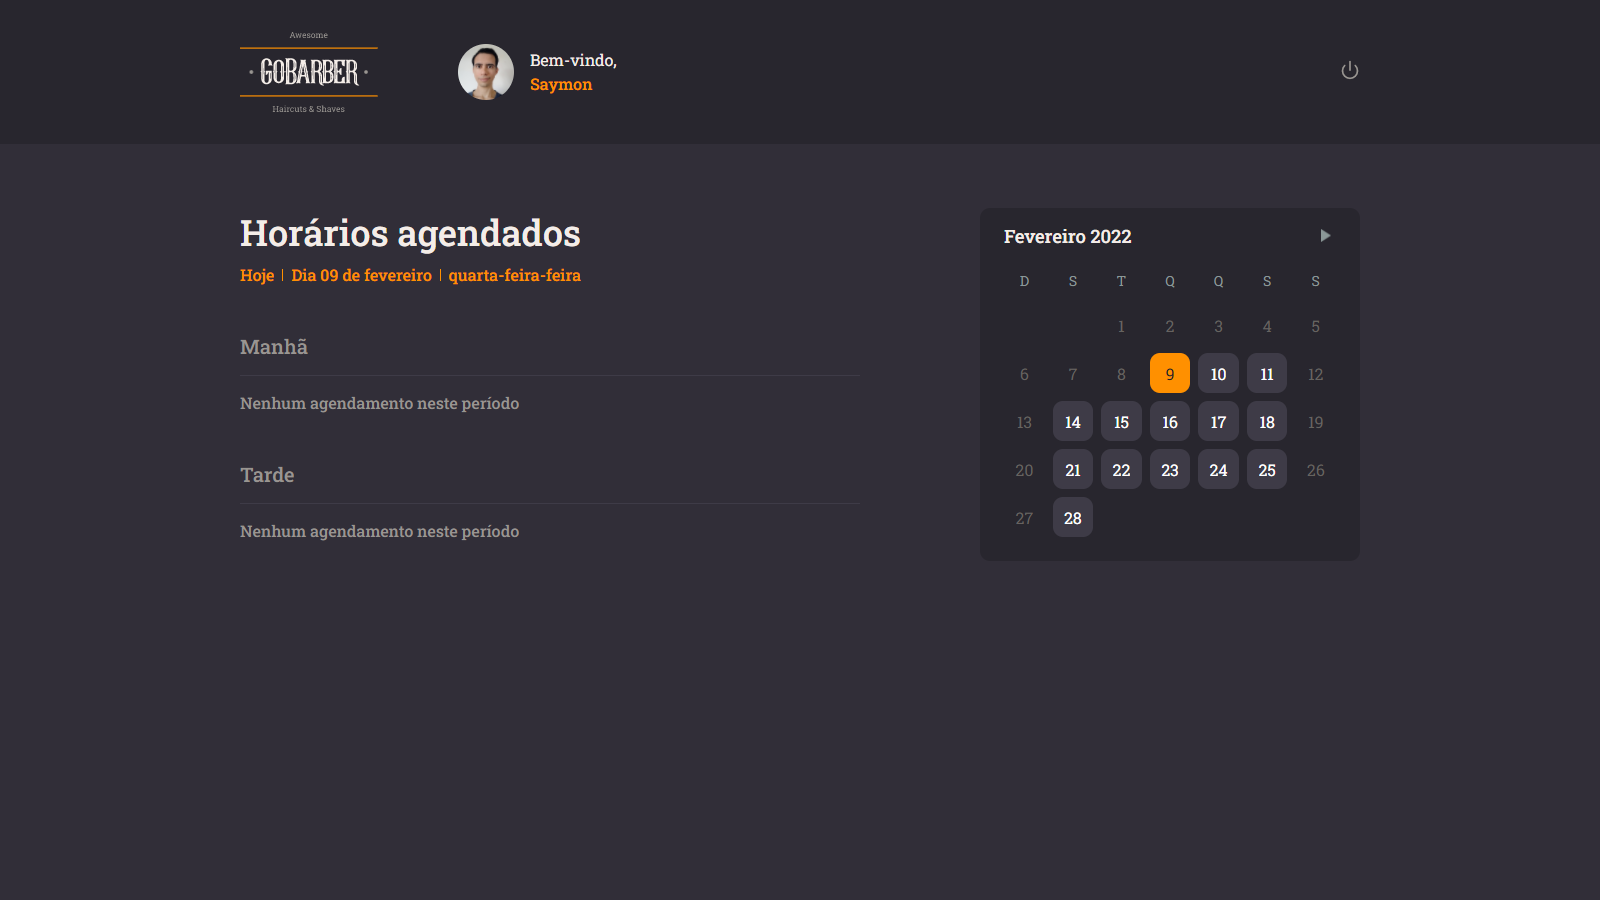 Awesome
GOBARBER
Haircuts & Shaves
Bem-vindo,
Saymon
Horários agendados
Hoje | Dia 09 de fevereiro | quarta-feira-feira
Manhã
Nenhum agendamento neste período
Tarde
Nenhum agendamento neste período
Fevereiro 2022
D S T Q Q S S
1 2 3 4 5
6 7 8 9 10 11 12
13 14 15 16 17 18 19
20 21 22 23 24 25 26
27 28